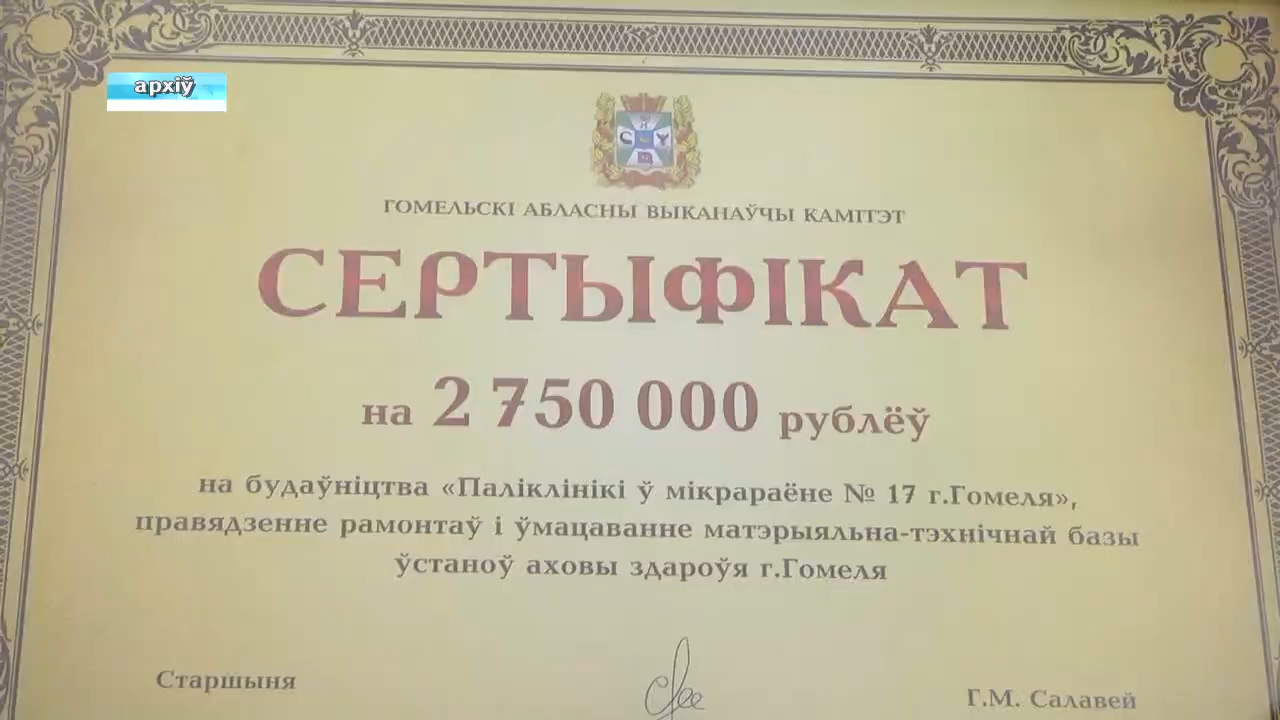 архіў
ГОМЕЛЬСКІ АБЛАСНЫ ВЫКАНАЎЧЫ КАМІТЭТ
СЕРТЫФІКАТ
на 2 750 000 рублёў
на будаўніцтва «Паліклінікі ў мікрараёне № 17 г.Гомеля»,
правядзенне рамонтаў і ўмацаванне матэрыяльна-тэхнічнай базы
ўстаноў аховы здароўя г.Гомеля
Старшыня
Г.М. Салавей